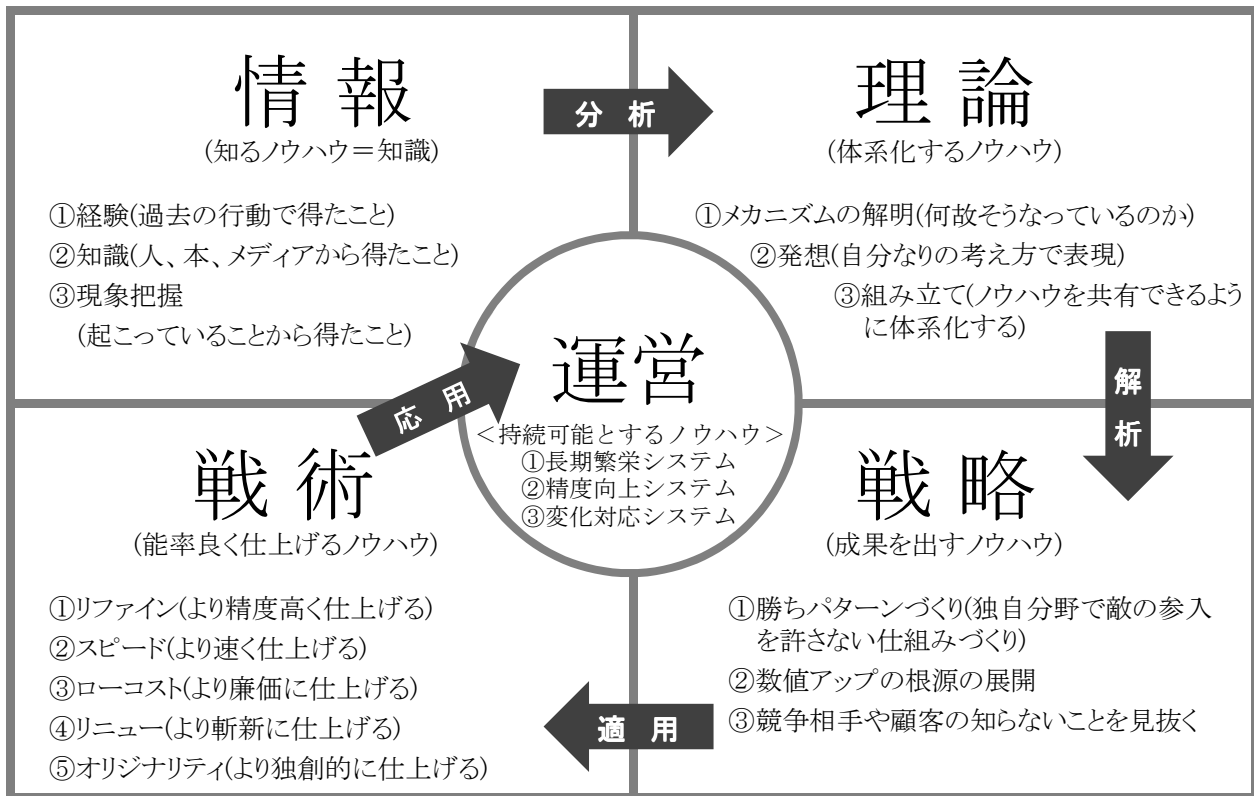 情報
(知るノウハウ＝知識)
①経験(過去の行動で得たこと)
②知識(人、本、メディアから得たこと)
③現象把握
(起こっていることから得たこと)
分析
理論
(体系化するノウハウ)
①メカニズムの解明(何故そうなっているのか)
②発想(自分なりの考え方で表現)
③組み立て(ノウハウを共有できるよう
に体系化する)
解析
戦略
(成果を出すノウハウ)
①勝ちパターンづくり(独自分野で敵の参入
を許さない仕組みづくり)
②数値アップの根源の展開
③競争相手や顧客の知らないことを見抜く
適用
戦術
(能率良く仕上げるノウハウ)
①リファイン(より精度高く仕上げる)
②スピード(より速く仕上げる)
③ローコスト(より廉価に仕上げる)
④リニュー(より斬新に仕上げる)
⑤オリジナリティ(より独創的に仕上げる)
応用
運営
＜持続可能とするノウハウ＞
①長期繁栄システム
②精度向上システム
③変化対応システム